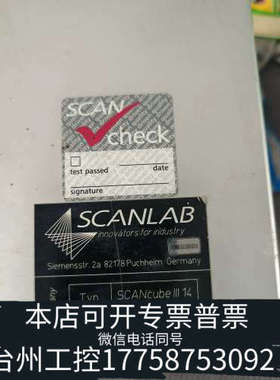 SCAN
check
test passed
date
signature
SCANLAB
innovators for industry
Siemensstr. 2a 82178 Puchheim, Germany
Typ SCANcube III 14
本店可开专票普票
微信电话同号
台州工控17758753092